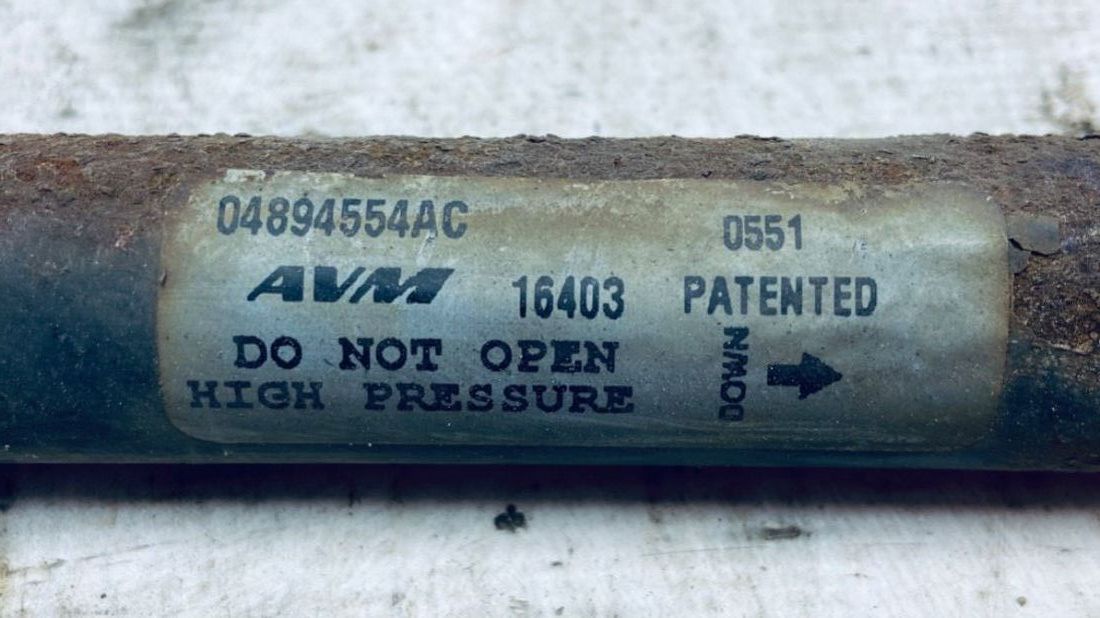 04894554AC 0551
AVM 16403 PATENTED
DO NOT OPEN
HIGH PRESSURE
DOWN